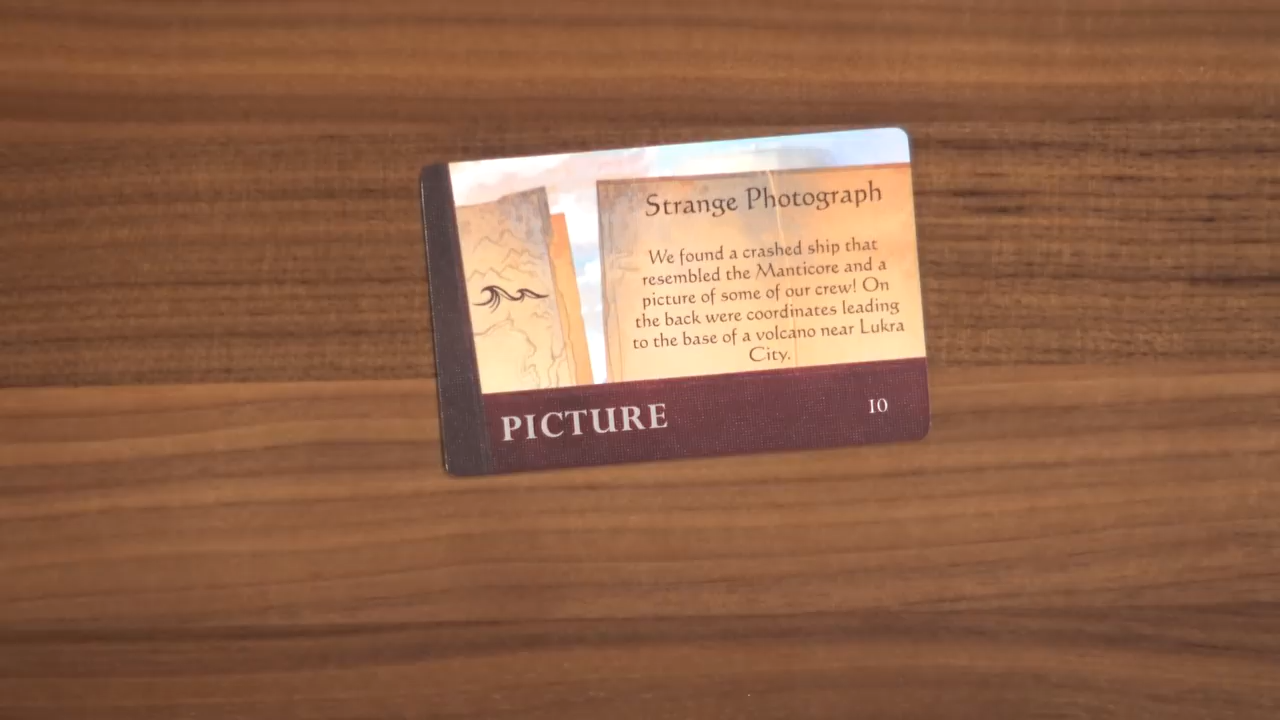 Strange Photograph
We found a crashed ship that
resembled the Manticore and a
picture of some of our crew! On
the back were coordinates leading
to the base of a volcano near Lukra
City.
PICTURE 10